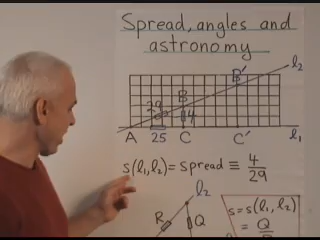 Spread, angles and
astronomy
l₂
B'
29
B
4
A 25 C C' l₁
s(l₁,l₂) = spread ≡ 4/29
l₂
R Q
s = s(l₁, l₂)
= Q